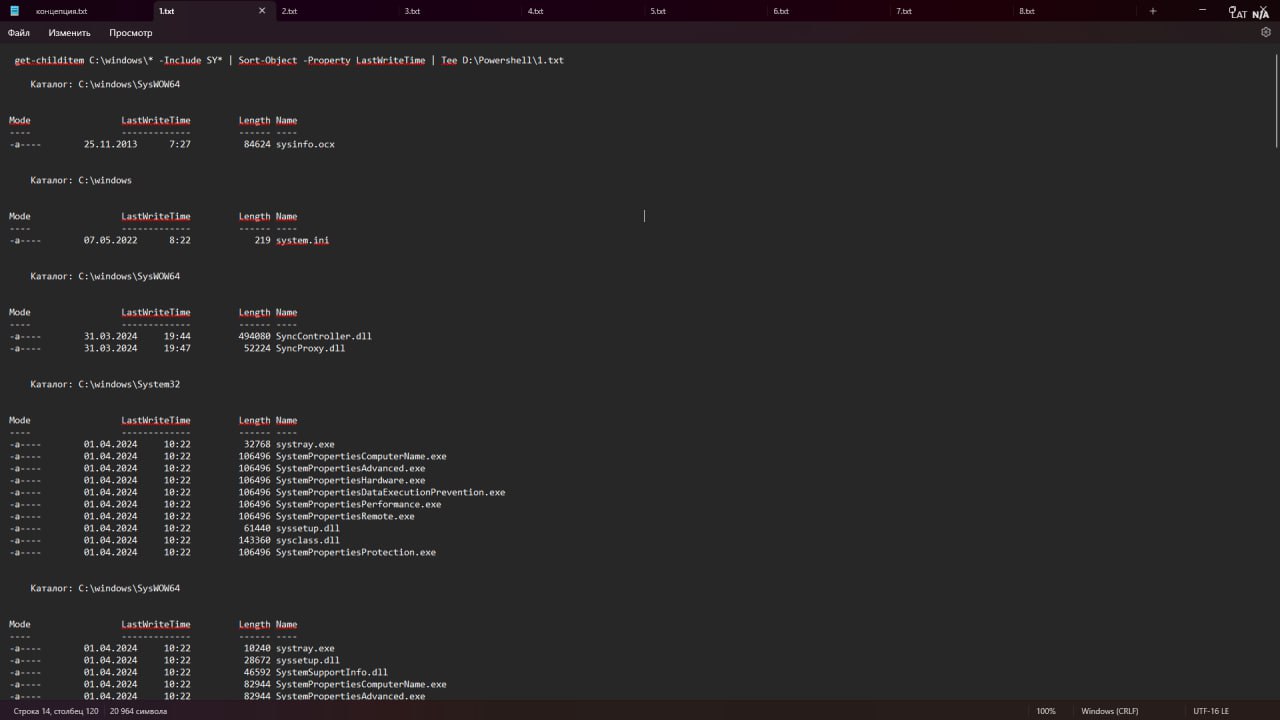 концепция.txt 1.txt 2.txt 3.txt 4.txt 5.txt 6.txt 7.txt 8.txt
LAT N/A
Файл Изменить Просмотр
get-childitem C:\windows\* -Include SY* | Sort-Object -Property LastWriteTime | Tee D:\Powershell\1.txt
Каталог: C:\windows\SysWOW64
Mode LastWriteTime Length Name
---- ------------- ------ ----
-a---- 25.11.2013 7:27 84624 sysinfo.ocx
Каталог: C:\windows
Mode LastWriteTime Length Name
---- ------------- ------ ----
-a---- 07.05.2022 8:22 219 system.ini
Каталог: C:\windows\SysWOW64
Mode LastWriteTime Length Name
---- ------------- ------ ----
-a---- 31.03.2024 19:44 494080 SyncController.dll
-a---- 31.03.2024 19:47 52224 SyncProxy.dll
Каталог: C:\windows\System32
Mode LastWriteTime Length Name
---- ------------- ------ ----
-a---- 01.04.2024 10:22 32768 systray.exe
-a---- 01.04.2024 10:22 106496 SystemPropertiesComputerName.exe
-a---- 01.04.2024 10:22 106496 SystemPropertiesAdvanced.exe
-a---- 01.04.2024 10:22 106496 SystemPropertiesHardware.exe
-a---- 01.04.2024 10:22 106496 SystemPropertiesDataExecutionPrevention.exe
-a---- 01.04.2024 10:22 106496 SystemPropertiesPerformance.exe
-a---- 01.04.2024 10:22 106496 SystemPropertiesRemote.exe
-a---- 01.04.2024 10:22 61440 syssetup.dll
-a---- 01.04.2024 10:22 143360 sysclass.dll
-a---- 01.04.2024 10:22 106496 SystemPropertiesProtection.exe
Каталог: C:\windows\SysWOW64
Mode LastWriteTime Length Name
---- ------------- ------ ----
-a---- 01.04.2024 10:22 10240 systray.exe
-a---- 01.04.2024 10:22 28672 syssetup.dll
-a---- 01.04.2024 10:22 46592 SystemSupportInfo.dll
-a---- 01.04.2024 10:22 82944 SystemPropertiesComputerName.exe
-a---- 01.04.2024 10:22 82944 SystemPropertiesAdvanced.exe
Строка 14, столбец 120 20 964 символа 100% Windows (CRLF) UTF-16 LE